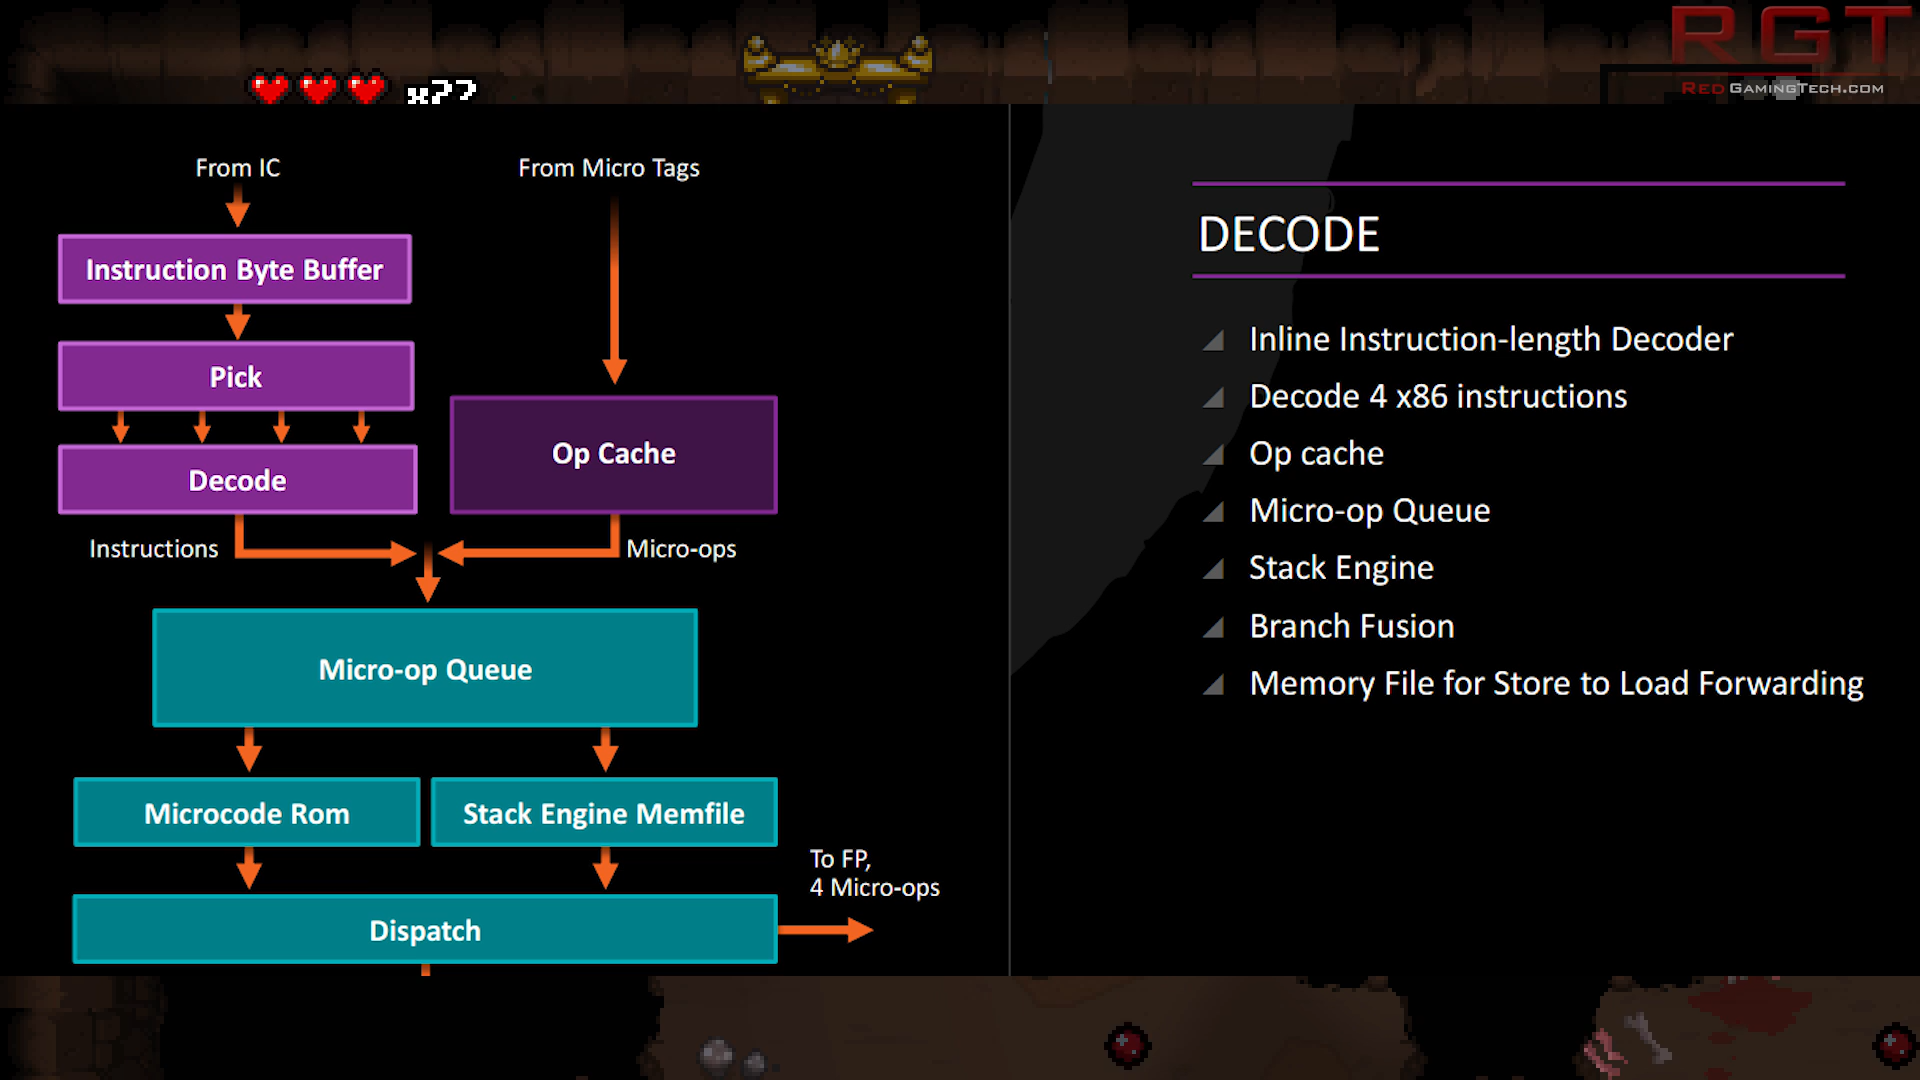 RGT
RED GAMINGTECH.COM
x??
From IC
From Micro Tags
Instruction Byte Buffer
Pick
Decode
Op Cache
Instructions
Micro-ops
Micro-op Queue
Microcode Rom
Stack Engine Memfile
To FP,
4 Micro-ops
Dispatch
DECODE
Inline Instruction-length Decoder
Decode 4 x86 instructions
Op cache
Micro-op Queue
Stack Engine
Branch Fusion
Memory File for Store to Load Forwarding